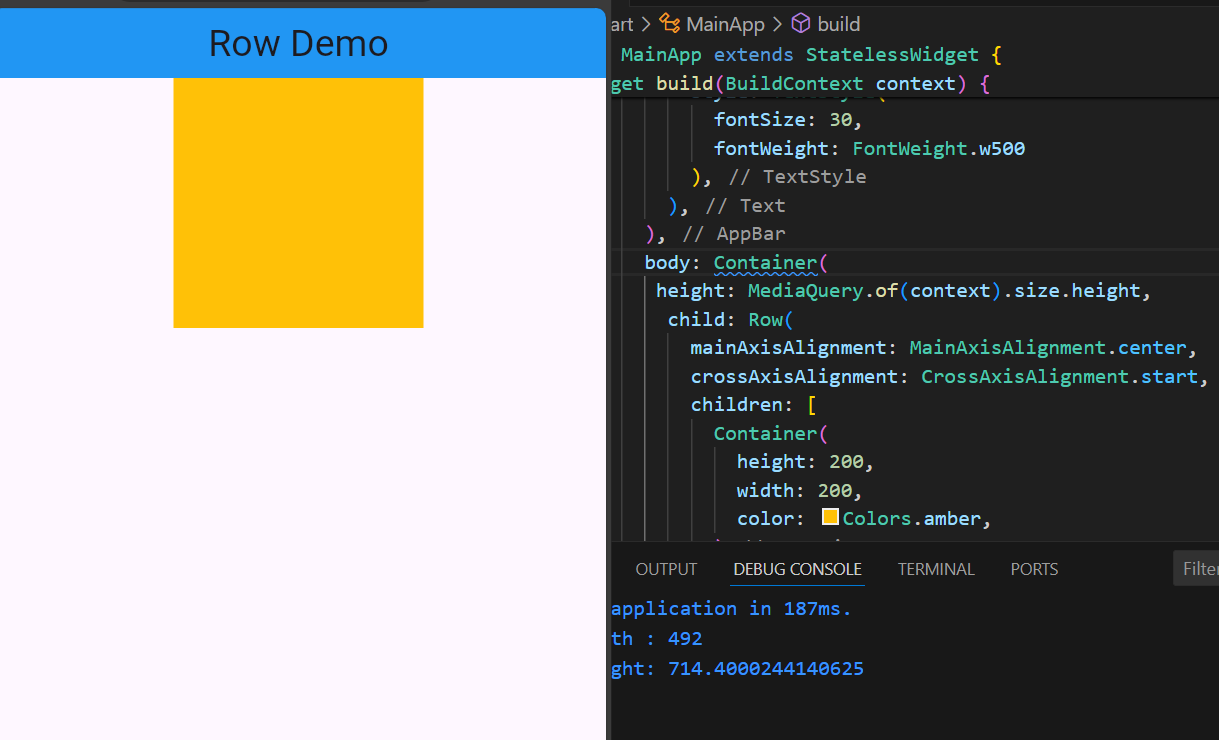 Row Demo
art > MainApp > build
MainApp extends StatelessWidget {
get build(BuildContext context) {
fontSize: 30,
fontWeight: FontWeight.w500
), // TextStyle
), // Text
), // AppBar
body: Container(
height: MediaQuery.of(context).size.height,
child: Row(
mainAxisAlignment: MainAxisAlignment.center,
crossAxisAlignment: CrossAxisAlignment.start,
children: [
Container(
height: 200,
width: 200,
color: Colors.amber,
OUTPUT DEBUG CONSOLE TERMINAL PORTS Filter
application in 187ms.
th : 492
ght: 714.4000244140625